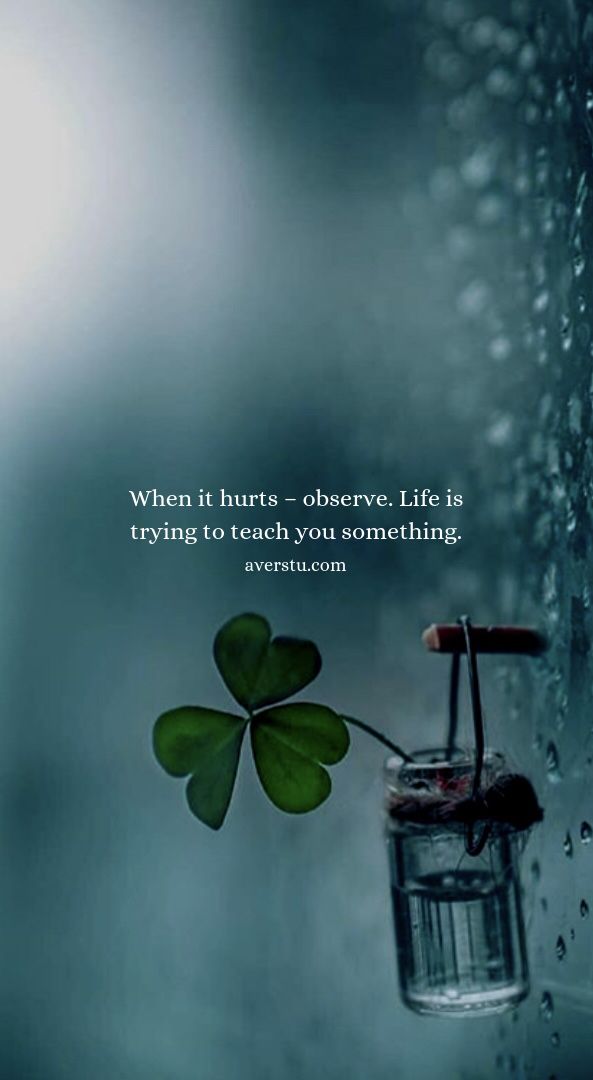 When it hurts – observe. Life is
trying to teach you something.
averstu.com